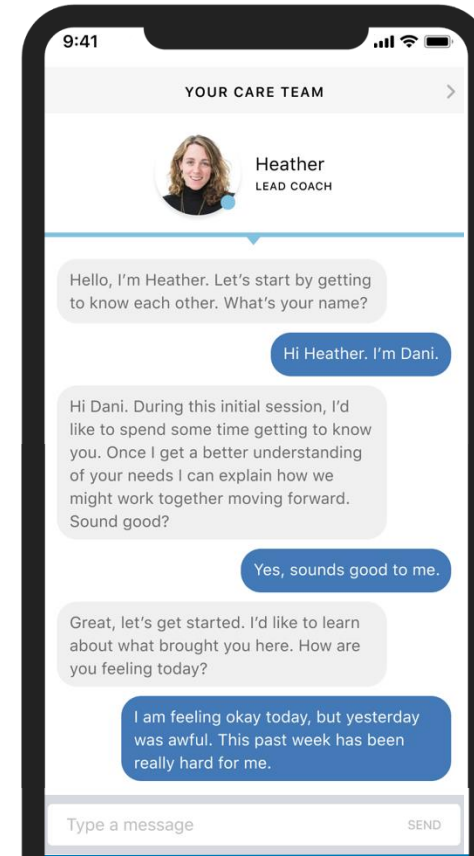 9:41
YOUR CARE TEAM
Heather
LEAD COACH
Hello, I’m Heather. Let’s start by getting
to know each other. What’s your name?
Hi Heather. I’m Dani.
Hi Dani. During this initial session, I’d
like to spend some time getting to know
you. Once I get a better understanding
of your needs I can explain how we
might work together moving forward.
Sound good?
Yes, sounds good to me.
Great, let’s get started. I’d like to learn
about what brought you here. How are
you feeling today?
I am feeling okay today, but yesterday
was awful. This past week has been
really hard for me.
Type a message
SEND